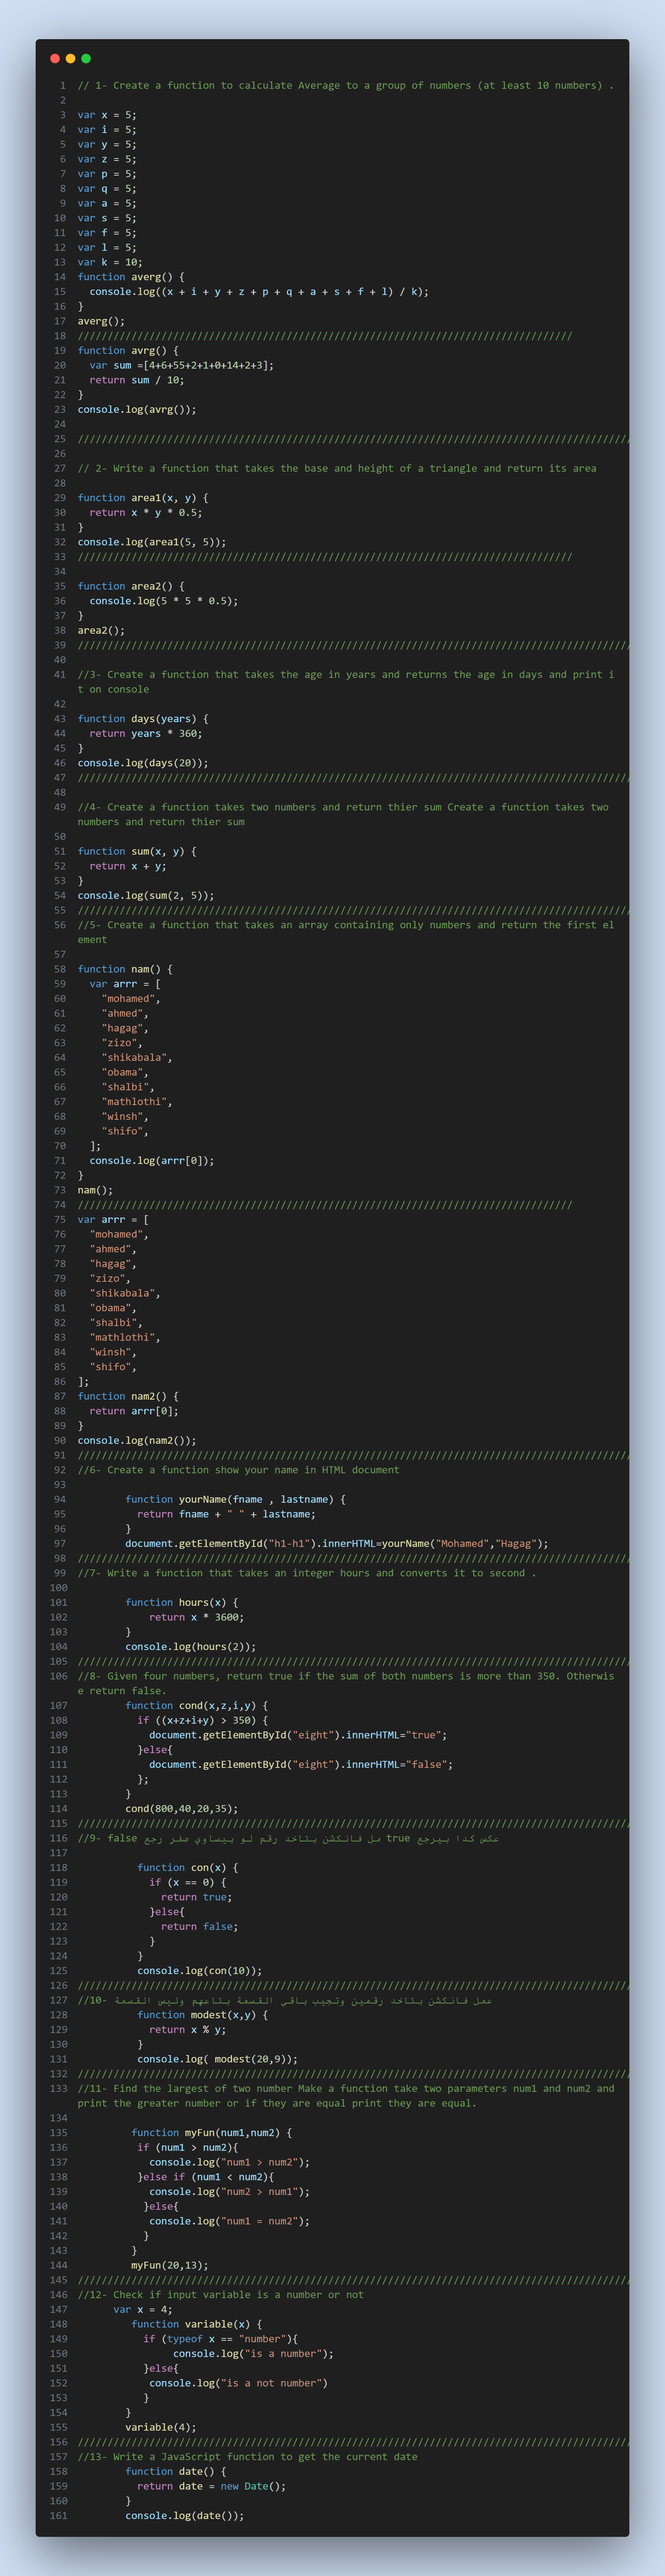 1 // 1- Create a function to calculate Average to a group of numbers (at least 10 numbers) .
2
3 var x = 5;
4 var i = 5;
5 var y = 5;
6 var z = 5;
7 var p = 5;
8 var q = 5;
9 var a = 5;
10 var s = 5;
11 var f = 5;
12 var l = 5;
13 var k = 10;
14 function averg() {
15   console.log((x + i + y + z + p + q + a + s + f + l) / k);
16 }
17 averg();
18 ///////////////////////////////////////////////////////////////////////////////////
19 function avrg() {
20   var sum =[4+6+55+2+1+0+14+2+3];
21   return sum / 10;
22 }
23 console.log(avrg());
24
25 /////////////////////////////////////////////////////////////////////////////////////////////
26
27 // 2- Write a function that takes the base and height of a triangle and return its area
28
29 function area1(x, y) {
30   return x * y * 0.5;
31 }
32 console.log(area1(5, 5));
33 ///////////////////////////////////////////////////////////////////////////////////
34
35 function area2() {
36   console.log(5 * 5 * 0.5);
37 }
38 area2();
39 /////////////////////////////////////////////////////////////////////////////////////////////
40
41 //3- Create a function that takes the age in years and returns the age in days and print i
t on console
42
43 function days(years) {
44   return years * 360;
45 }
46 console.log(days(20));
47 /////////////////////////////////////////////////////////////////////////////////////////////
48
49 //4- Create a function takes two numbers and return thier sum Create a function takes two
numbers and return thier sum
50
51 function sum(x, y) {
52   return x + y;
53 }
54 console.log(sum(2, 5));
55 /////////////////////////////////////////////////////////////////////////////////////////////
56 //5- Create a function that takes an array containing only numbers and return the first el
ement
57
58 function nam() {
59   var arrr = [
60     "mohamed",
61     "ahmed",
62     "hagag",
63     "zizo",
64     "shikabala",
65     "obama",
66     "shalbi",
67     "mathlothi",
68     "winsh",
69     "shifo",
70   ];
71   console.log(arrr[0]);
72 }
73 nam();
74 ///////////////////////////////////////////////////////////////////////////////////
75 var arrr = [
76   "mohamed",
77   "ahmed",
78   "hagag",
79   "zizo",
80   "shikabala",
81   "obama",
82   "shalbi",
83   "mathlothi",
84   "winsh",
85   "shifo",
86 ];
87 function nam2() {
88   return arrr[0];
89 }
90 console.log(nam2());
91 /////////////////////////////////////////////////////////////////////////////////////////////
92 //6- Create a function show your name in HTML document
93
94         function yourName(fname , lastname) {
95           return fname + " " + lastname;
96         }
97         document.getElementById("h1-h1").innerHTML=yourName("Mohamed","Hagag");
98 /////////////////////////////////////////////////////////////////////////////////////////////
99 //7- Write a function that takes an integer hours and converts it to second .
100
101         function hours(x) {
102             return x * 3600;
103         }
104         console.log(hours(2));
105 /////////////////////////////////////////////////////////////////////////////////////////////
106 //8- Given four numbers, return true if the sum of both numbers is more than 350. Otherwis
e return false.
107         function cond(x,z,i,y) {
108           if ((x+z+i+y) > 350) {
109             document.getElementById("eight").innerHTML="true";
110           }else{
111             document.getElementById("eight").innerHTML="false";
112           };
113         }
114         cond(800,40,20,35);
115 /////////////////////////////////////////////////////////////////////////////////////////////
116 //9- false مل فانكشن بتاخد رقم لو بيساوي صفر رجع true عكس كدا بيرجع
117
118           function con(x) {
119             if (x == 0) {
120               return true;
121             }else{
122               return false;
123             }
124           }
125           console.log(con(10));
126 /////////////////////////////////////////////////////////////////////////////////////////////
127 //10- عمل فانكشن بتاخد رقمين وتجيب باقي القسمة بتاعهم وليس القسمة
128           function modest(x,y) {
129             return x % y;
130           }
131           console.log( modest(20,9));
132 /////////////////////////////////////////////////////////////////////////////////////////////
133 //11- Find the largest of two number Make a function take two parameters num1 and num2 and
print the greater number or if they are equal print they are equal.
134
135          function myFun(num1,num2) {
136           if (num1 > num2){
137             console.log("num1 > num2");
138           }else if (num1 < num2){
139             console.log("num2 > num1");
140            }else{
141             console.log("num1 = num2");
142            }
143          }
144          myFun(20,13);
145 /////////////////////////////////////////////////////////////////////////////////////////////
146 //12- Check if input variable is a number or not
147       var x = 4;
148          function variable(x) {
149            if (typeof x == "number"){
150                 console.log("is a number");
151            }else{
152             console.log("is a not number")
153            }
154         }
155         variable(4);
156 /////////////////////////////////////////////////////////////////////////////////////////////
157 //13- Write a JavaScript function to get the current date
158         function date() {
159           return date = new Date();
160         }
161         console.log(date());